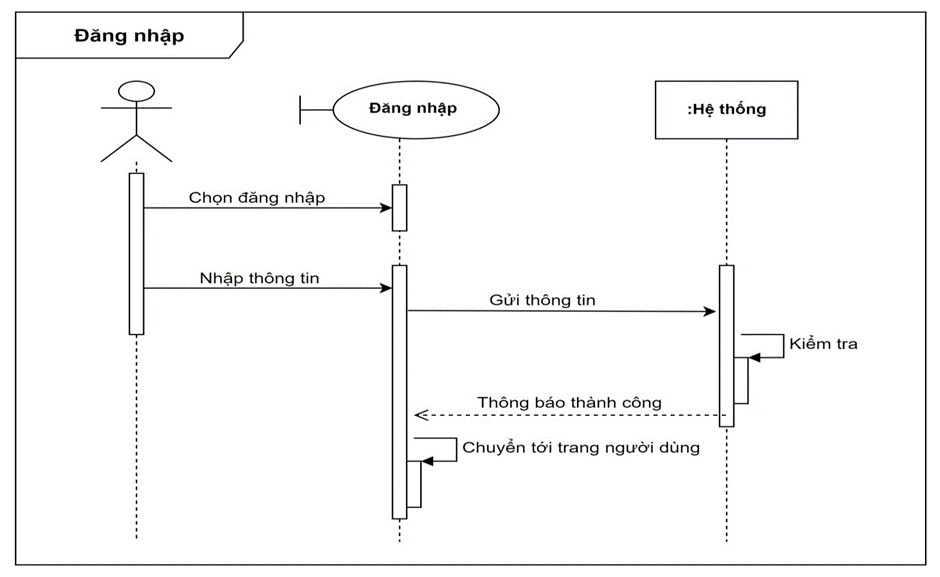 Đăng nhập
Đăng nhập
:Hệ thống
Chọn đăng nhập
Nhập thông tin
Gửi thông tin
Kiểm tra
Thông báo thành công
Chuyển tới trang người dùng